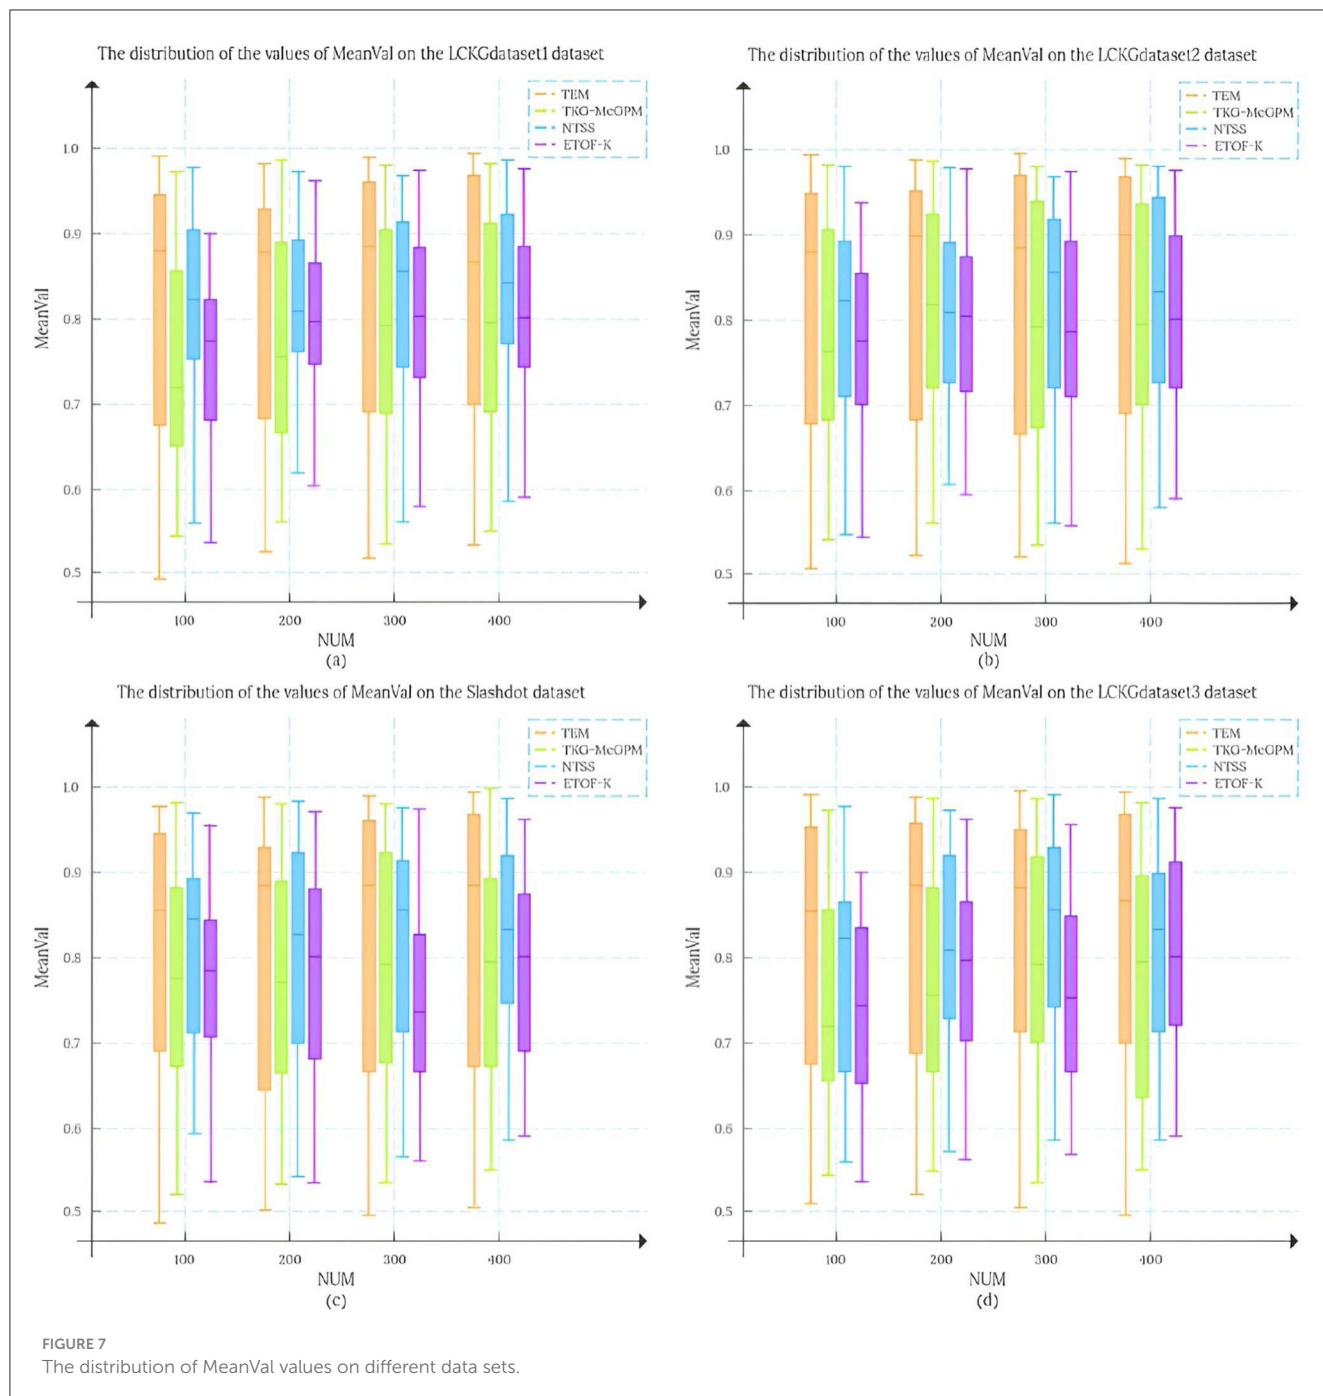 The distribution of the values of MeanVal on the LCKGdataset1 dataset
TEM
TKG-McGPM
NTSS
ETOF-K
1.0
0.9
0.8
0.7
0.6
0.5
MeanVal
100 200 300 400
NUM
(a)
The distribution of the values of MeanVal on the LCKGdataset2 dataset
TEM
TKG-McGPM
NTSS
ETOF-K
1.0
0.9
0.8
0.7
0.6
0.5
MeanVal
100 200 300 400
NUM
(b)
The distribution of the values of MeanVal on the Slashdot dataset
TEM
TKG-McGPM
NTSS
ETOF-K
1.0
0.9
0.8
0.7
0.6
0.5
MeanVal
100 200 300 400
NUM
(c)
The distribution of the values of MeanVal on the LCKGdataset3 dataset
TEM
TKG-McGPM
NTSS
ETOF-K
1.0
0.9
0.8
0.7
0.6
0.5
MeanVal
100 200 300 400
NUM
(d)
FIGURE 7
The distribution of MeanVal values on different data sets.